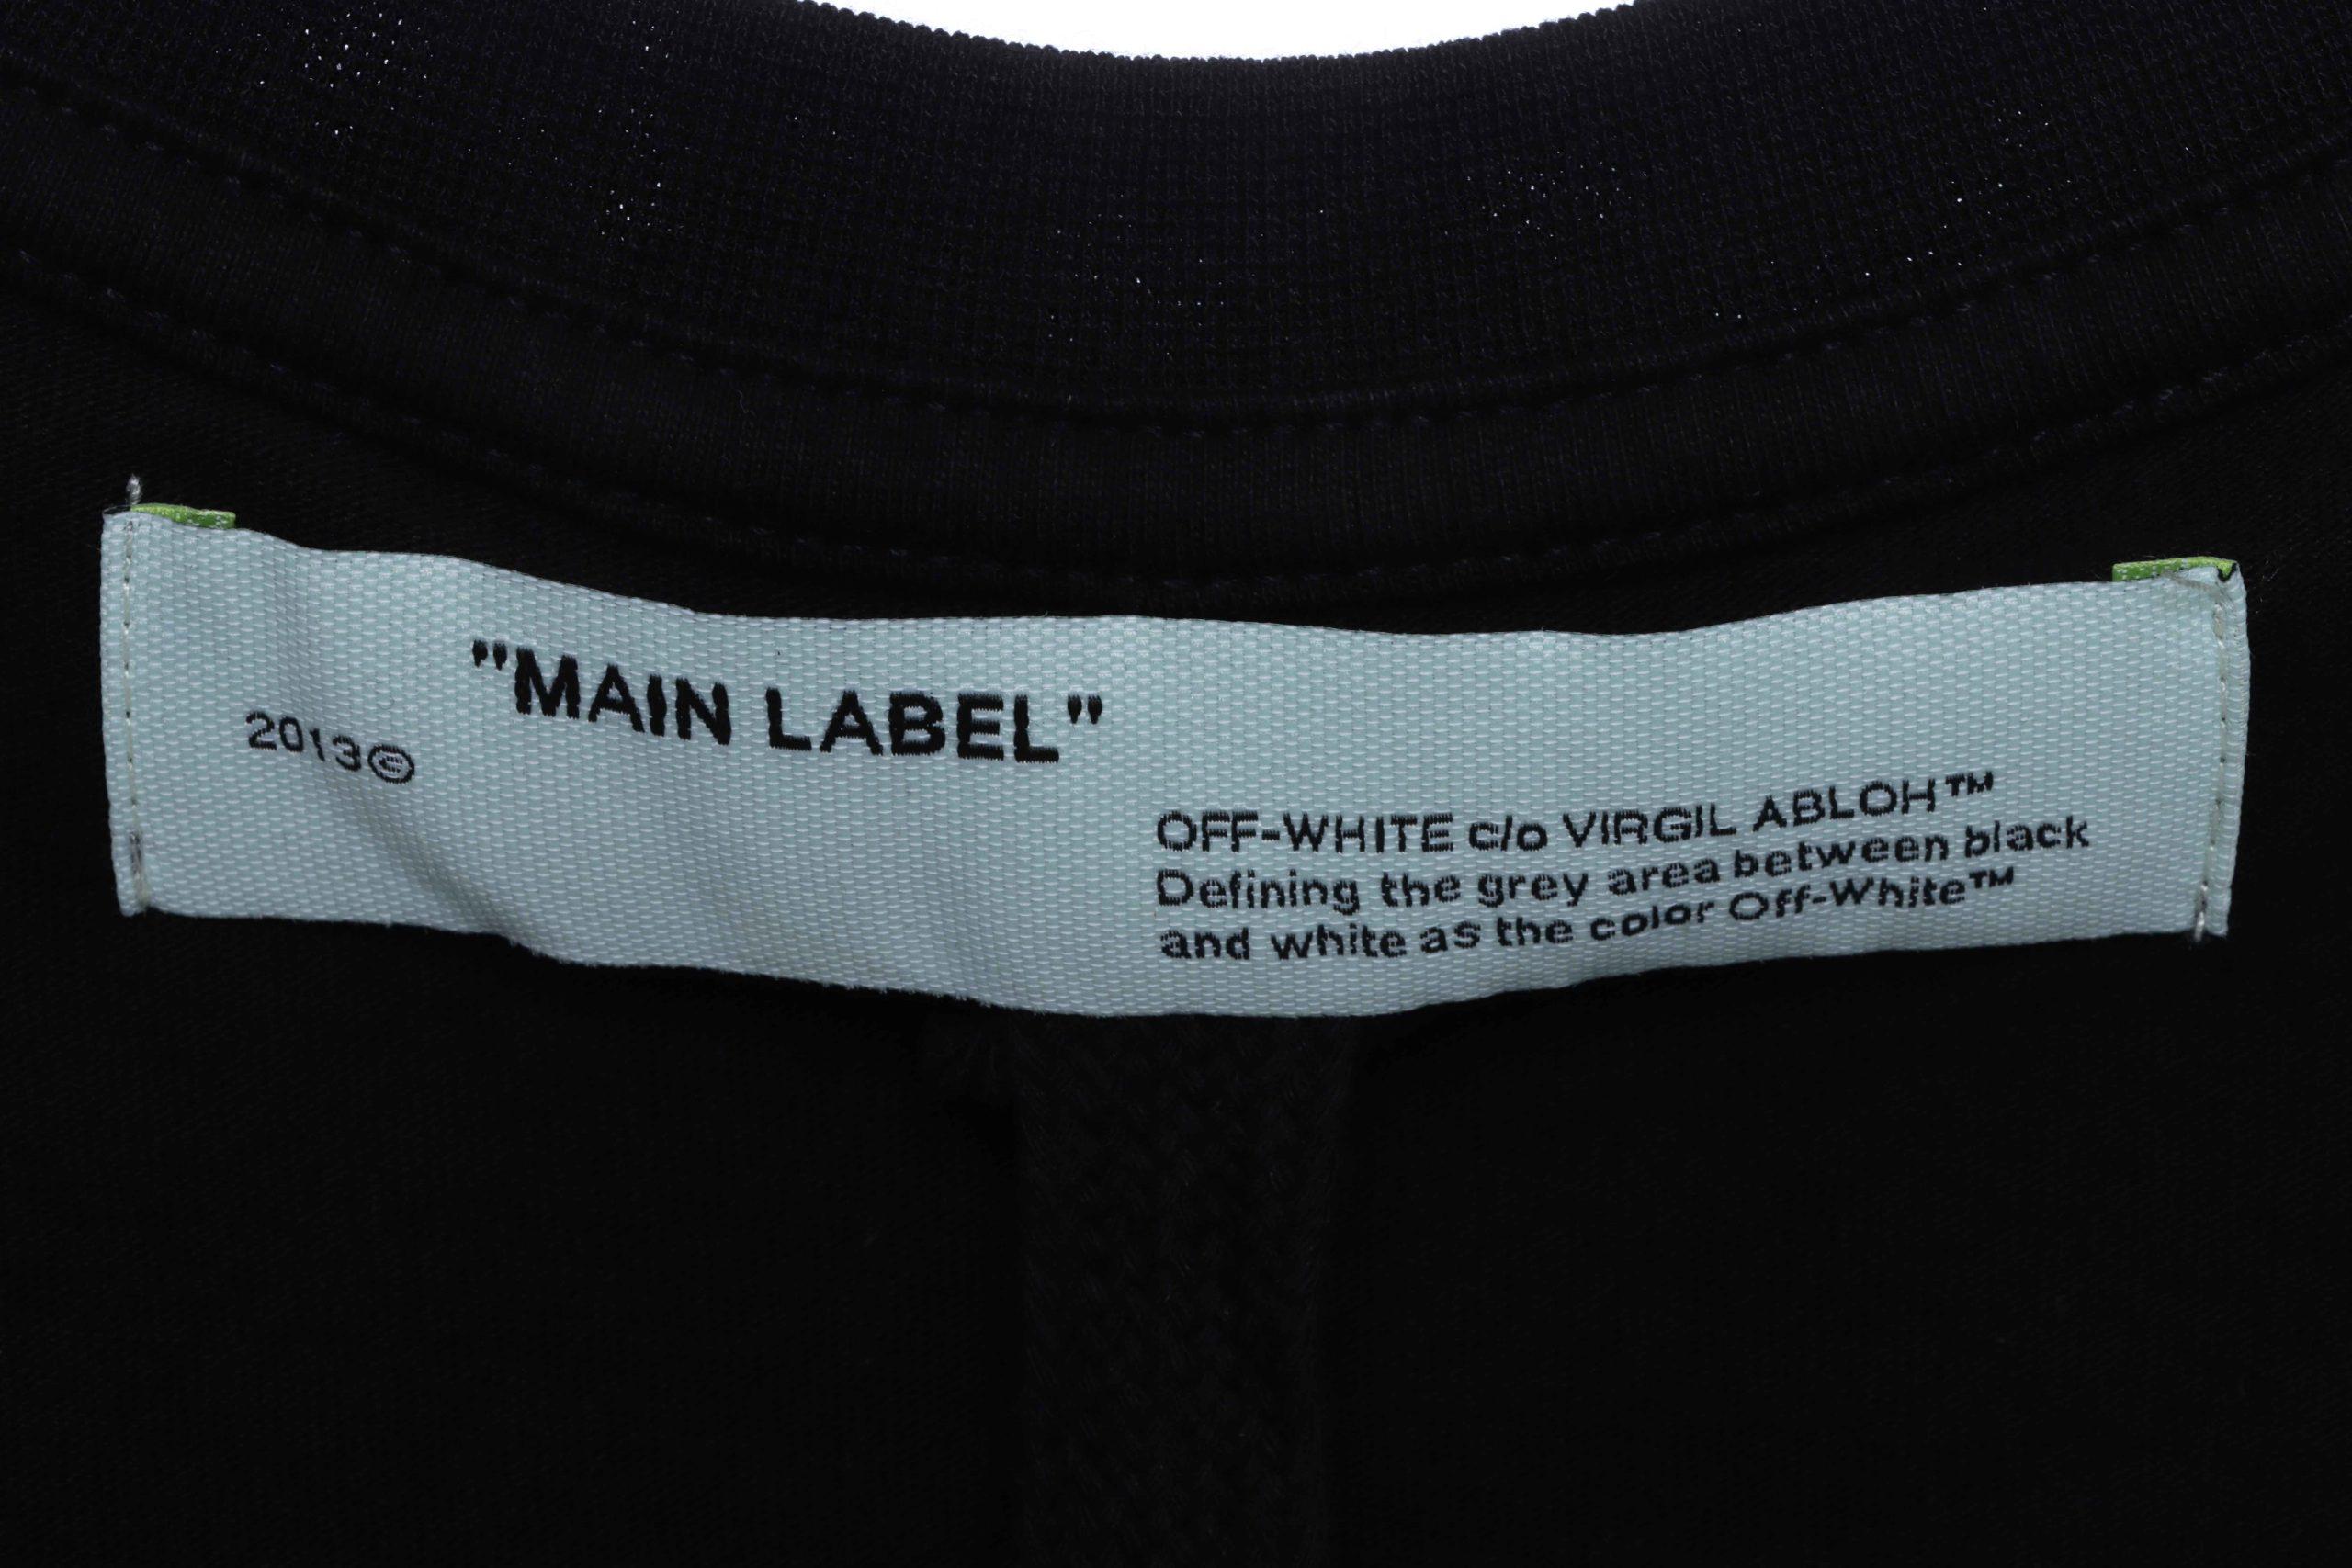 "MAIN LABEL"
2013©
OFF-WHITE c/o VIRGIL ABLOH™
Defining the grey area between black
and white as the color Off-White™